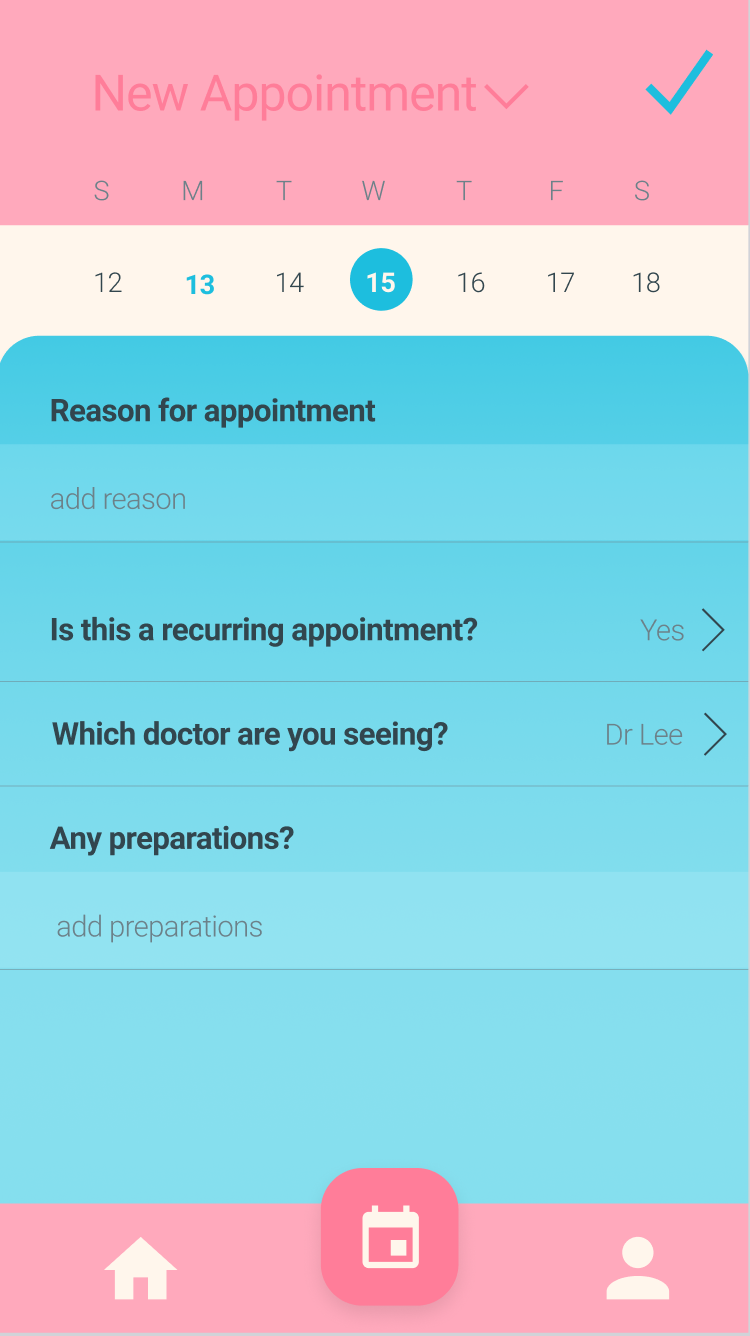 New Appointment
S M T W T F S
12 13 14 15 16 17 18
Reason for appointment
add reason
Is this a recurring appointment? Yes
Which doctor are you seeing? Dr Lee
Any preparations?
add preparations